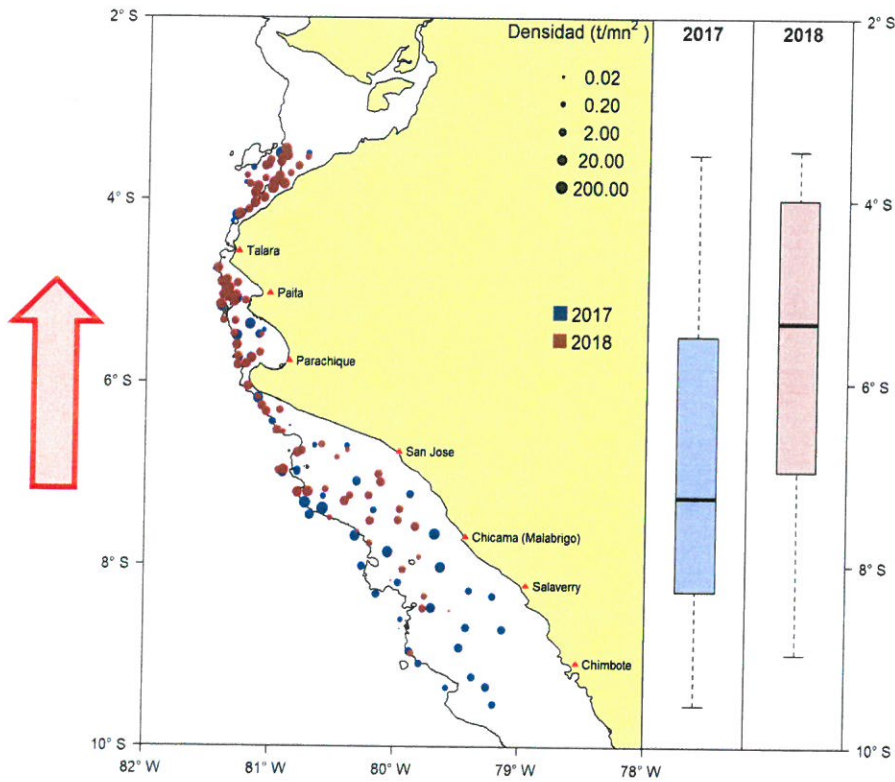 2° S
4° S
6° S
8° S
10° S
82° W
81° W
80° W
79° W
78° W
Densidad (t/mn² )
0.02
0.20
2.00
20.00
200.00
2017
2018
Talara
Paita
Parachique
San Jose
Chicama (Malabrigo)
Salaverry
Chimbote
2017
2018
2° S
4° S
6° S
8° S
10° S